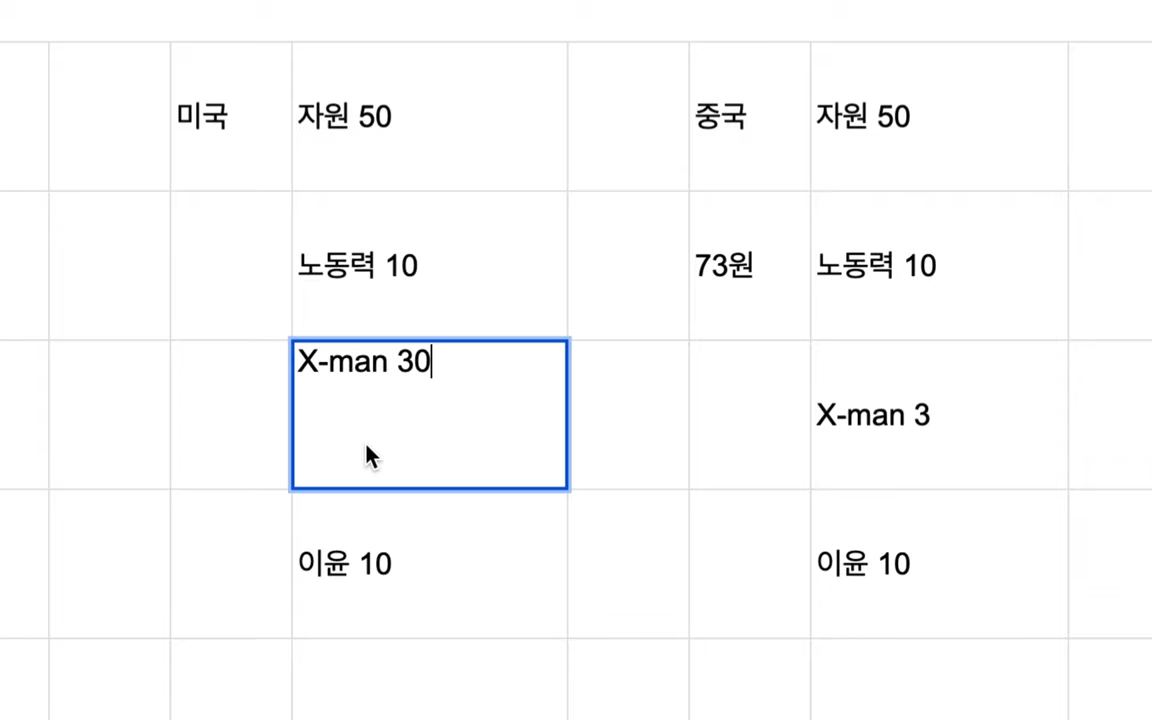 미국 자원 50 중국 자원 50
노동력 10 73원 노동력 10
X-man 30 X-man 3
이윤 10 이윤 10